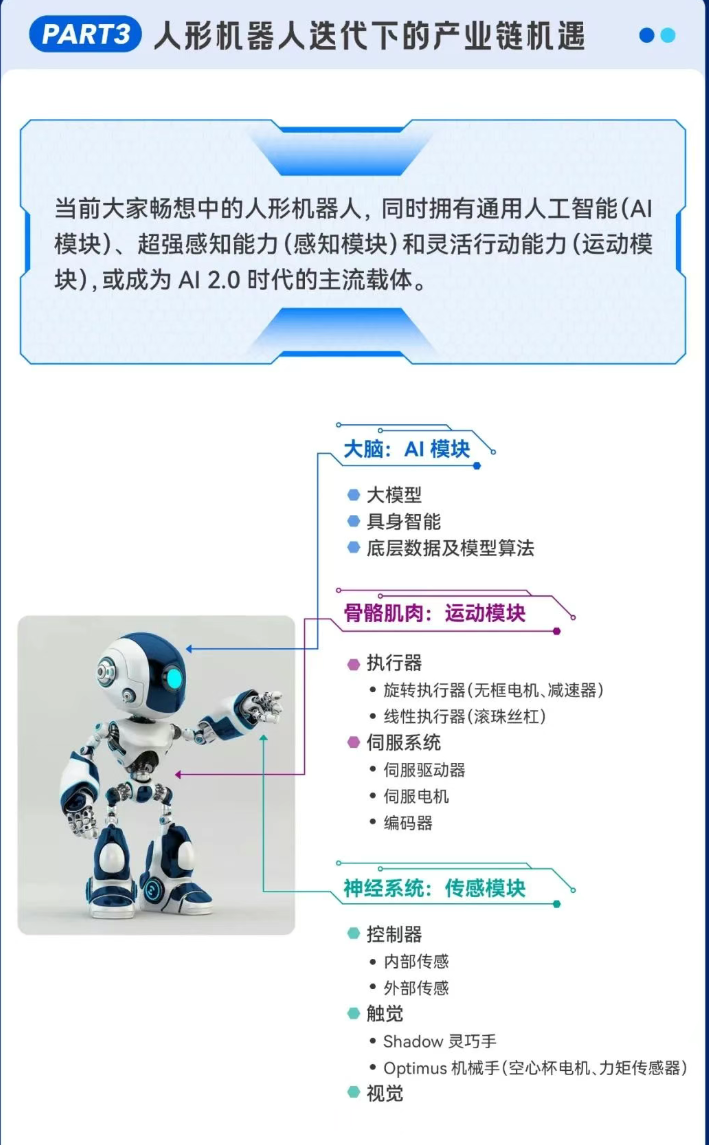 PART3 人形机器人迭代下的产业链机遇
当前大家畅想中的人形机器人，同时拥有通用人工智能（AI
模块）、超强感知能力（感知模块）和灵活行动能力（运动模
块），或成为 AI 2.0 时代的主流载体。
大脑：AI 模块
大模型
具身智能
底层数据及模型算法
骨骼肌肉：运动模块
执行器
旋转执行器（无框电机、减速器）
线性执行器（滚珠丝杠）
伺服系统
伺服驱动器
伺服电机
编码器
神经系统：传感模块
控制器
内部传感
外部传感
触觉
Shadow 灵巧手
Optimus 机械手（空心杯电机、力矩传感器）
视觉